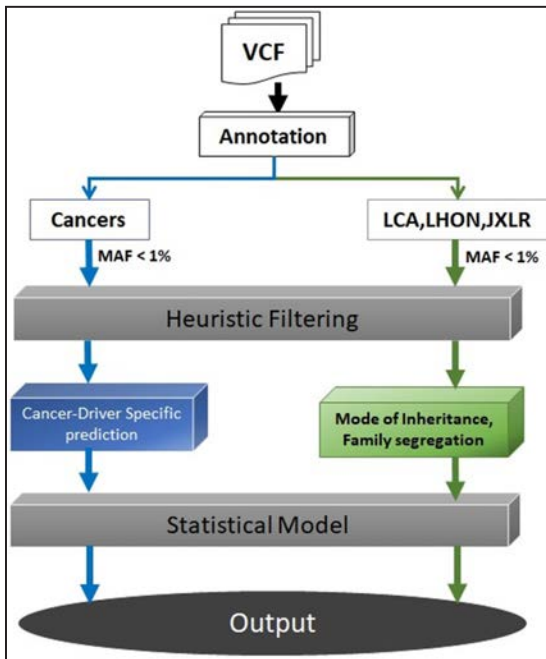 VCF
Annotation
Cancers
LCA,LHON,JXLR
MAF < 1%
MAF < 1%
Heuristic Filtering
Cancer-Driver Specific
prediction
Mode of Inheritance,
Family segregation
Statistical Model
Output